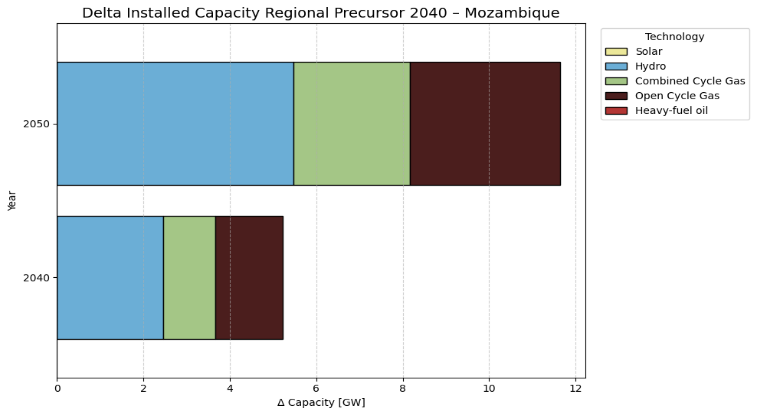 Delta Installed Capacity Regional Precursor 2040 – Mozambique
Technology
Solar
Hydro
Combined Cycle Gas
Open Cycle Gas
Heavy-fuel oil
2050
Year
2040
0 2 4 6 8 10 12
Δ Capacity [GW]